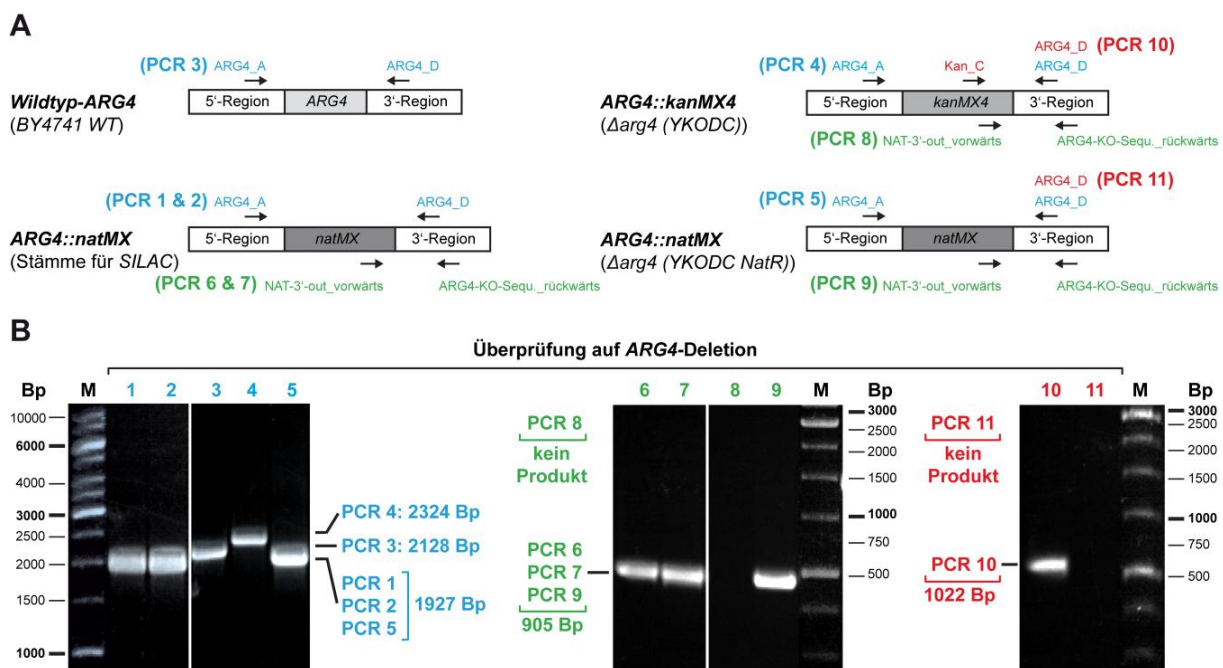 A
(PCR 3) ARG4_A ARG4_D
Wildtyp-ARG4
(BY4741 WT)
5‘-Region ARG4 3‘-Region
ARG4_D (PCR 10)
(PCR 4) ARG4_A Kan_C ARG4_D
ARG4::kanMX4
(Δarg4 (YKODC))
5‘-Region kanMX4 3‘-Region
(PCR 8) NAT-3‘-out_vorwärts ARG4-KO-Sequ._rückwärts
(PCR 1 & 2) ARG4_A ARG4_D
ARG4::natMX
(Stämme für SILAC)
5‘-Region natMX 3‘-Region
(PCR 6 & 7) NAT-3‘-out_vorwärts ARG4-KO-Sequ._rückwärts
ARG4_D (PCR 11)
(PCR 5) ARG4_A ARG4_D
ARG4::natMX
(Δarg4 (YKODC NatR))
5‘-Region natMX 3‘-Region
(PCR 9) NAT-3‘-out_vorwärts ARG4-KO-Sequ._rückwärts
B
Überprüfung auf ARG4-Deletion
Bp M 1 2 3 4 5
10000
6000
3000
2500
2000
1500
1000
PCR 4: 2324 Bp
PCR 3: 2128 Bp
PCR 1
PCR 2 1927 Bp
PCR 5
6 7 8 9 M Bp
PCR 8
kein
Produkt
PCR 6
PCR 7
PCR 9
905 Bp
3000
2500
2000
1500
1000
750
500
10 11 M Bp
PCR 11
kein
Produkt
PCR 10
1022 Bp
3000
2500
2000
1500
1000
750
500